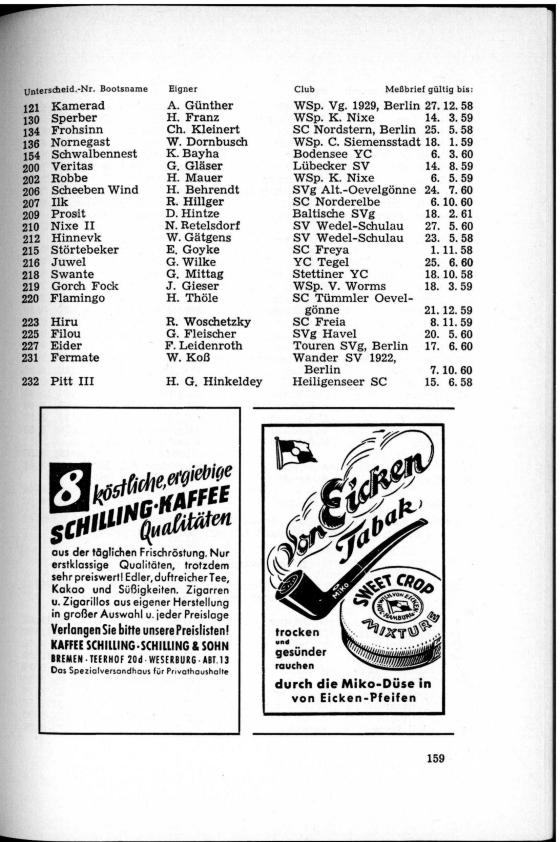 Unterscheid.-Nr. Bootsname Eigner Club Meßbrief gültig bis:
121 Kamerad A. Günther WSp. Vg. 1929, Berlin 27. 12. 58
130 Sperber H. Franz WSp. K. Nixe 14. 3. 59
134 Frohsinn Ch. Kleinert SC Nordstern, Berlin 25. 5. 58
136 Nornegast W. Dornbusch WSp. C. Siemensstadt 18. 1. 59
154 Schwalbennest K. Bayha Bodensee YC 6. 3. 60
200 Veritas G. Gläser Lübecker SV 14. 8. 59
202 Robbe H. Mauer WSp. K. Nixe 6. 5. 59
206 Scheeben Wind H. Behrendt SVg Alt.-Oevelgönne 24. 7. 60
207 Ilk R. Hillger SC Norderelbe 6. 10. 60
209 Prosit D. Hintze Baltische SVg 18. 2. 61
210 Nixe II N. Retelsdorf SV Wedel-Schulau 27. 5. 60
212 Hinnevk W. Gätgens SV Wedel-Schulau 23. 5. 58
215 Störtebeker E. Goyke SC Freya 1. 11. 58
216 Juwel G. Wilke YC Tegel 25. 6. 60
218 Swante G. Mittag Stettiner YC 18. 10. 58
219 Gorch Fock J. Gieser WSp. V. Worms 18. 3. 59
220 Flamingo H. Thöle SC Tümmler Oevel-
gönne 21. 12. 59
223 Hiru R. Woschetzky SC Freia 8. 11. 59
225 Filou G. Fleischer SVg Havel 20. 5. 60
227 Eider F. Leidenroth Touren SVg, Berlin 17. 6. 60
231 Fermate W. Koß Wander SV 1922,
Berlin 7. 10. 60
232 Pitt III H. G. Hinkeldey Heiligenseer SC 15. 6. 58
8 köstliche, ergiebige
SCHILLING-KAFFEE
Qualitäten
aus der täglichen Frischröstung. Nur
erstklassige Qualitäten, trotzdem
sehr preiswert! Edler, duftreicher Tee,
Kakao und Süßigkeiten. Zigarren
u. Zigarillos aus eigener Herstellung
in großer Auswahl u. jeder Preislage
Verlangen Sie bitte unsere Preislisten!
KAFFEE SCHILLING · SCHILLING & SOHN
BREMEN · TEERHOF 20d · WESERBURG · ABT. 13
Das Spezialversandhaus für Privathaushalte
Von Eicken
Tabak
Miko
SWEET CROP
MIXTURE
trocken
und
gesünder
rauchen
durch die Miko-Düse in
von Eicken-Pfeifen
159